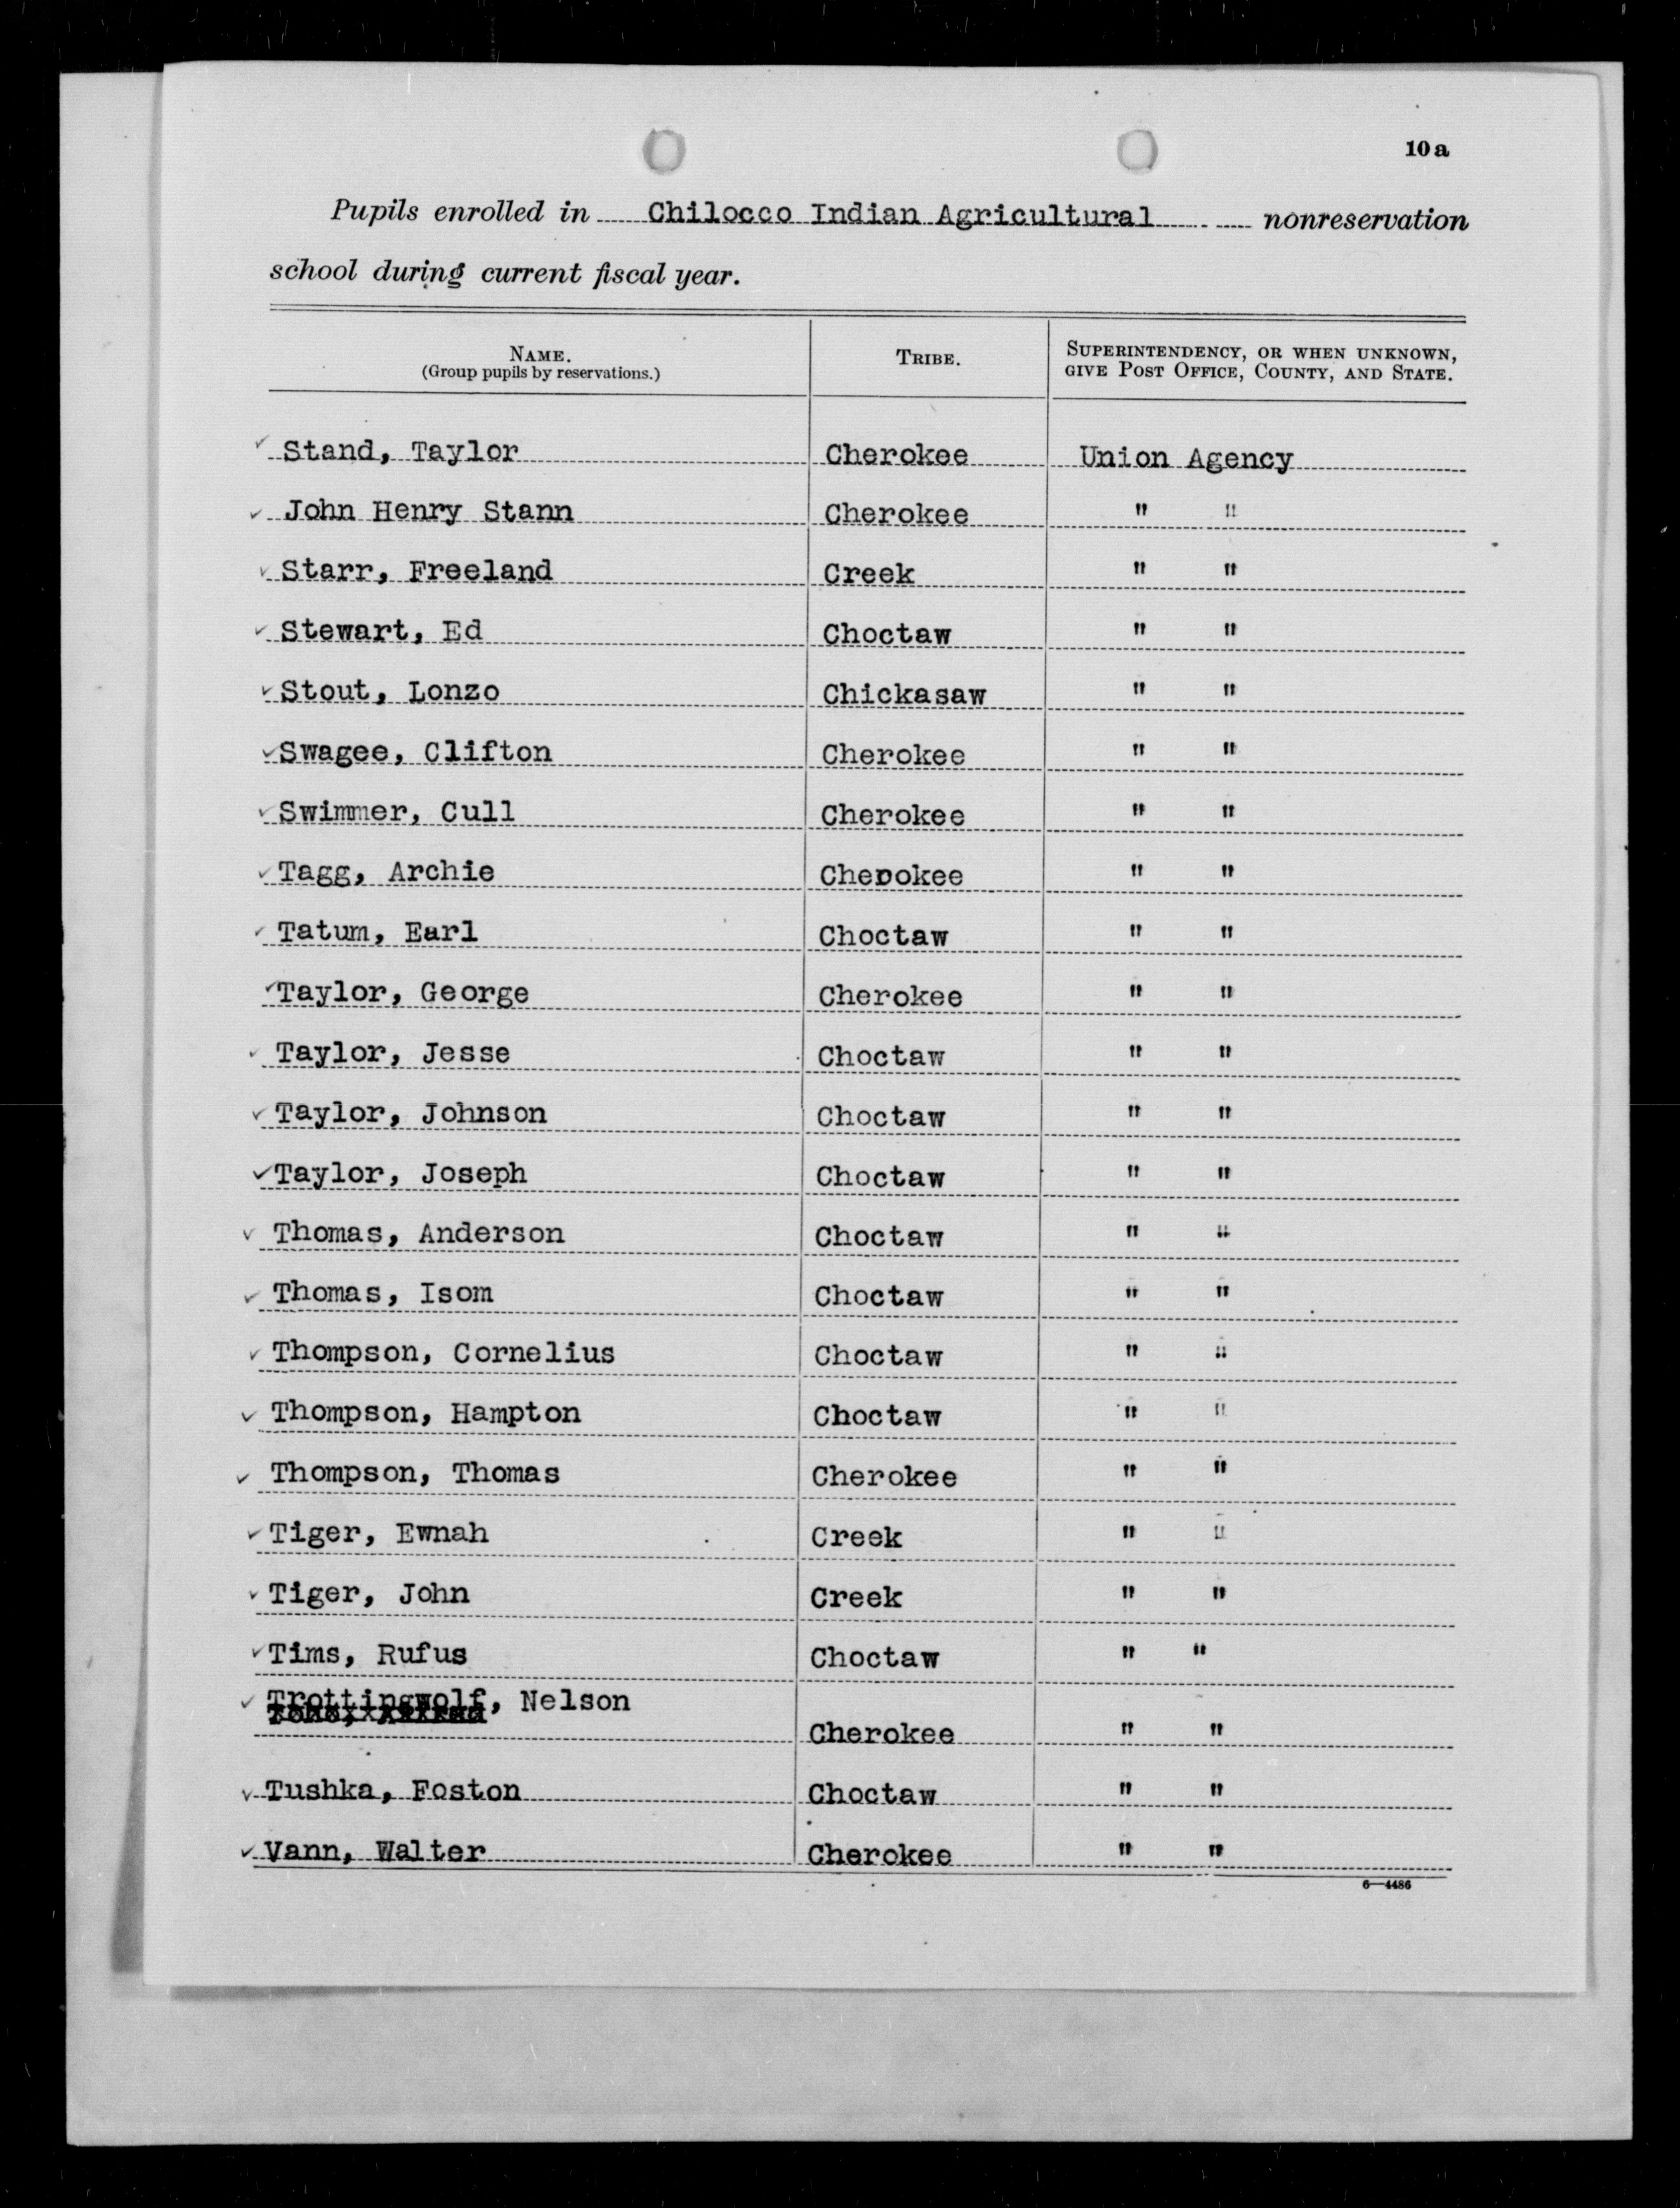 10a
Pupils enrolled in Chilocco Indian Agricultural nonreservation
school during current fiscal year.
NAME. TRIBE. SUPERINTENDENCY, OR WHEN UNKNOWN,
(Group pupils by reservations.) GIVE POST OFFICE, COUNTY, AND STATE.
✓ Stand, Taylor Cherokee Union Agency
✓ John Henry Stann Cherokee " "
✓ Starr, Freeland Creek " "
✓ Stewart, Ed Choctaw " "
✓ Stout, Lonzo Chickasaw " "
✓ Swagee, Clifton Cherokee " "
✓ Swimmer, Cull Cherokee " "
✓ Tagg, Archie Cherokee " "
✓ Tatum, Earl Choctaw " "
✓ Taylor, George Cherokee " "
✓ Taylor, Jesse Choctaw " "
✓ Taylor, Johnson Choctaw " "
✓ Taylor, Joseph Choctaw " "
✓ Thomas, Anderson Choctaw " "
✓ Thomas, Isom Choctaw " "
✓ Thompson, Cornelius Choctaw " "
✓ Thompson, Hampton Choctaw " "
✓ Thompson, Thomas Cherokee " "
✓ Tiger, Ewnah Creek " "
✓ Tiger, John Creek " "
✓ Tims, Rufus Choctaw " "
✓ Trottingwolf, Nelson Cherokee " "
✓ Tushka, Foston Choctaw " "
✓ Vann, Walter Cherokee " "
6—4486